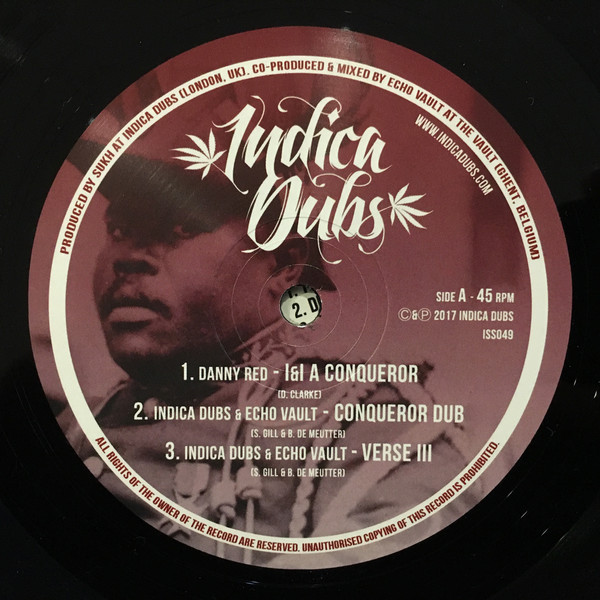 PRODUCED BY SUKH AT INDICA DUBS (LONDON, UK). CO-PRODUCED & MIXED BY ECHO VAULT AT THE VAULT (GHENT, BELGIUM)
WWW.INDICADUBS.COM
Indica
Dubs
SIDE A - 45 RPM
©&℗ 2017 INDICA DUBS
ISS049
2. D
1. DANNY RED - I&I A CONQUEROR
(D. CLARKE)
2. INDICA DUBS & ECHO VAULT - CONQUEROR DUB
(S. GILL & B. DE MEUTTER)
3. INDICA DUBS & ECHO VAULT - VERSE III
(S. GILL & B. DE MEUTTER)
ALL RIGHTS OF THE OWNER OF THE RECORD ARE RESERVED. UNAUTHORISED COPYING OF THIS RECORD IS PROHIBITED.